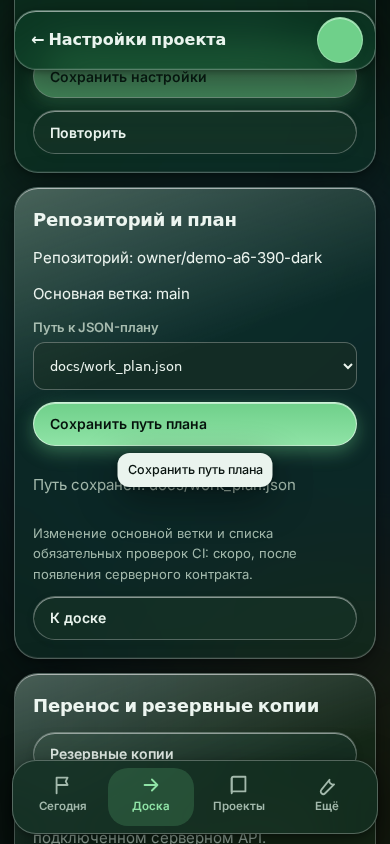 ← Настройки проекта
Сохранить настройки
Повторить
Репозиторий и план
Репозиторий: owner/demo-a6-390-dark
Основная ветка: main
Путь к JSON-плану
docs/work_plan.json
Сохранить путь плана
Сохранить путь плана
Путь сохранен: docs/work_plan.json
Изменение основной ветки и списка
обязательных проверок CI: скоро, после
появления серверного контракта.
К доске
Перенос и резервные копии
Резервные копии
Сегодня
Доска
Проекты
Ещё
подключенном серверном API.